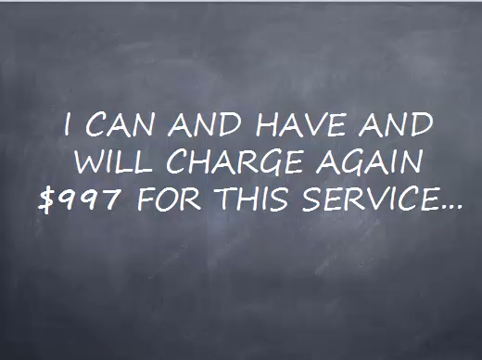 I CAN AND HAVE AND
WILL CHARGE AGAIN
$997 FOR THIS SERVICE...